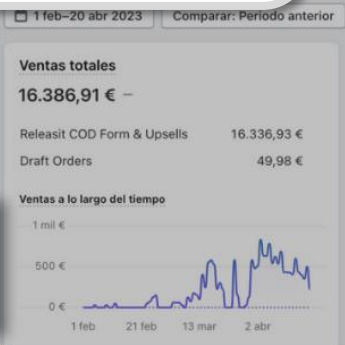 1 feb–20 abr 2023
Comparar: Periodo anterior
Ventas totales
16.386,91 € –
Releasit COD Form & Upsells 16.336,93 €
Draft Orders 49,98 €
Ventas a lo largo del tiempo
1 mil €
500 €
0 €
1 feb 21 feb 13 mar 2 abr